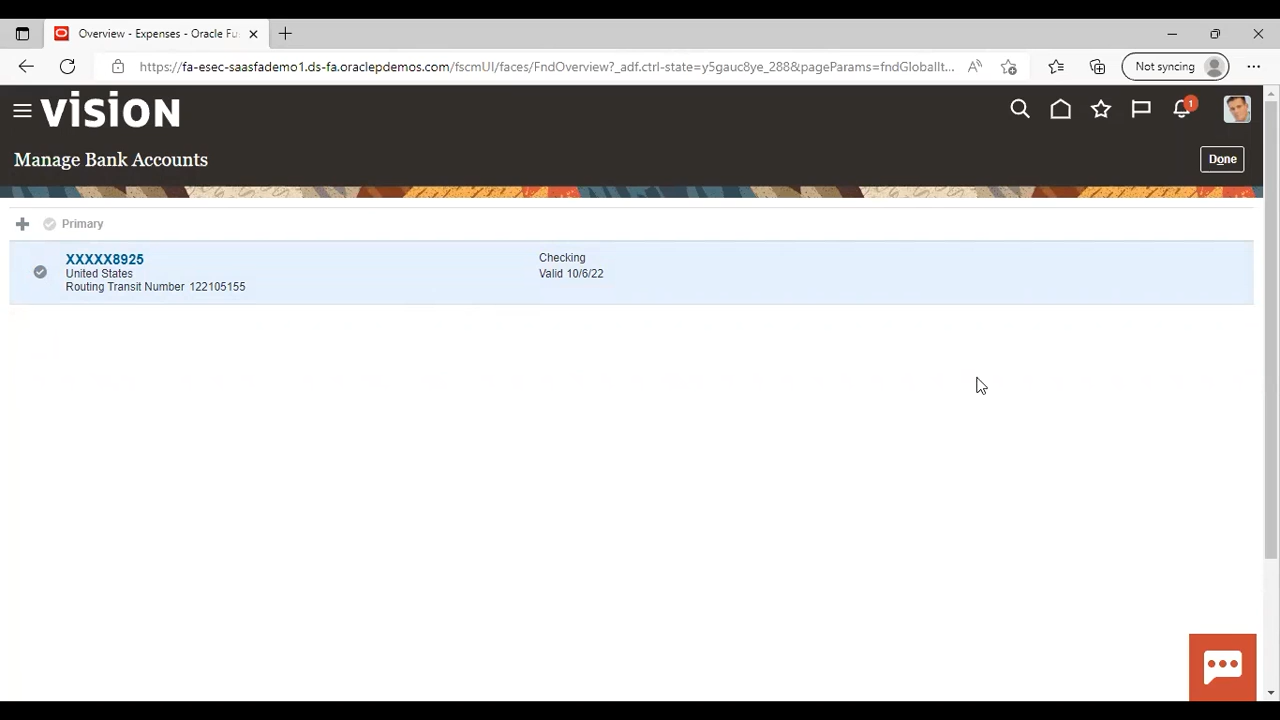 Overview - Expenses - Oracle Fu
https://fa-esec-saasfademo1.ds-fa.oraclepdemos.com/fscmUI/faces/FndOverview?_adf.ctrl-state=y5gauc8ye_288&pageParams=fndGlobalIt...
Not syncing
vision
1
Manage Bank Accounts
Done
Primary
XXXXX8925
Checking
United States
Valid 10/6/22
Routing Transit Number 122105155